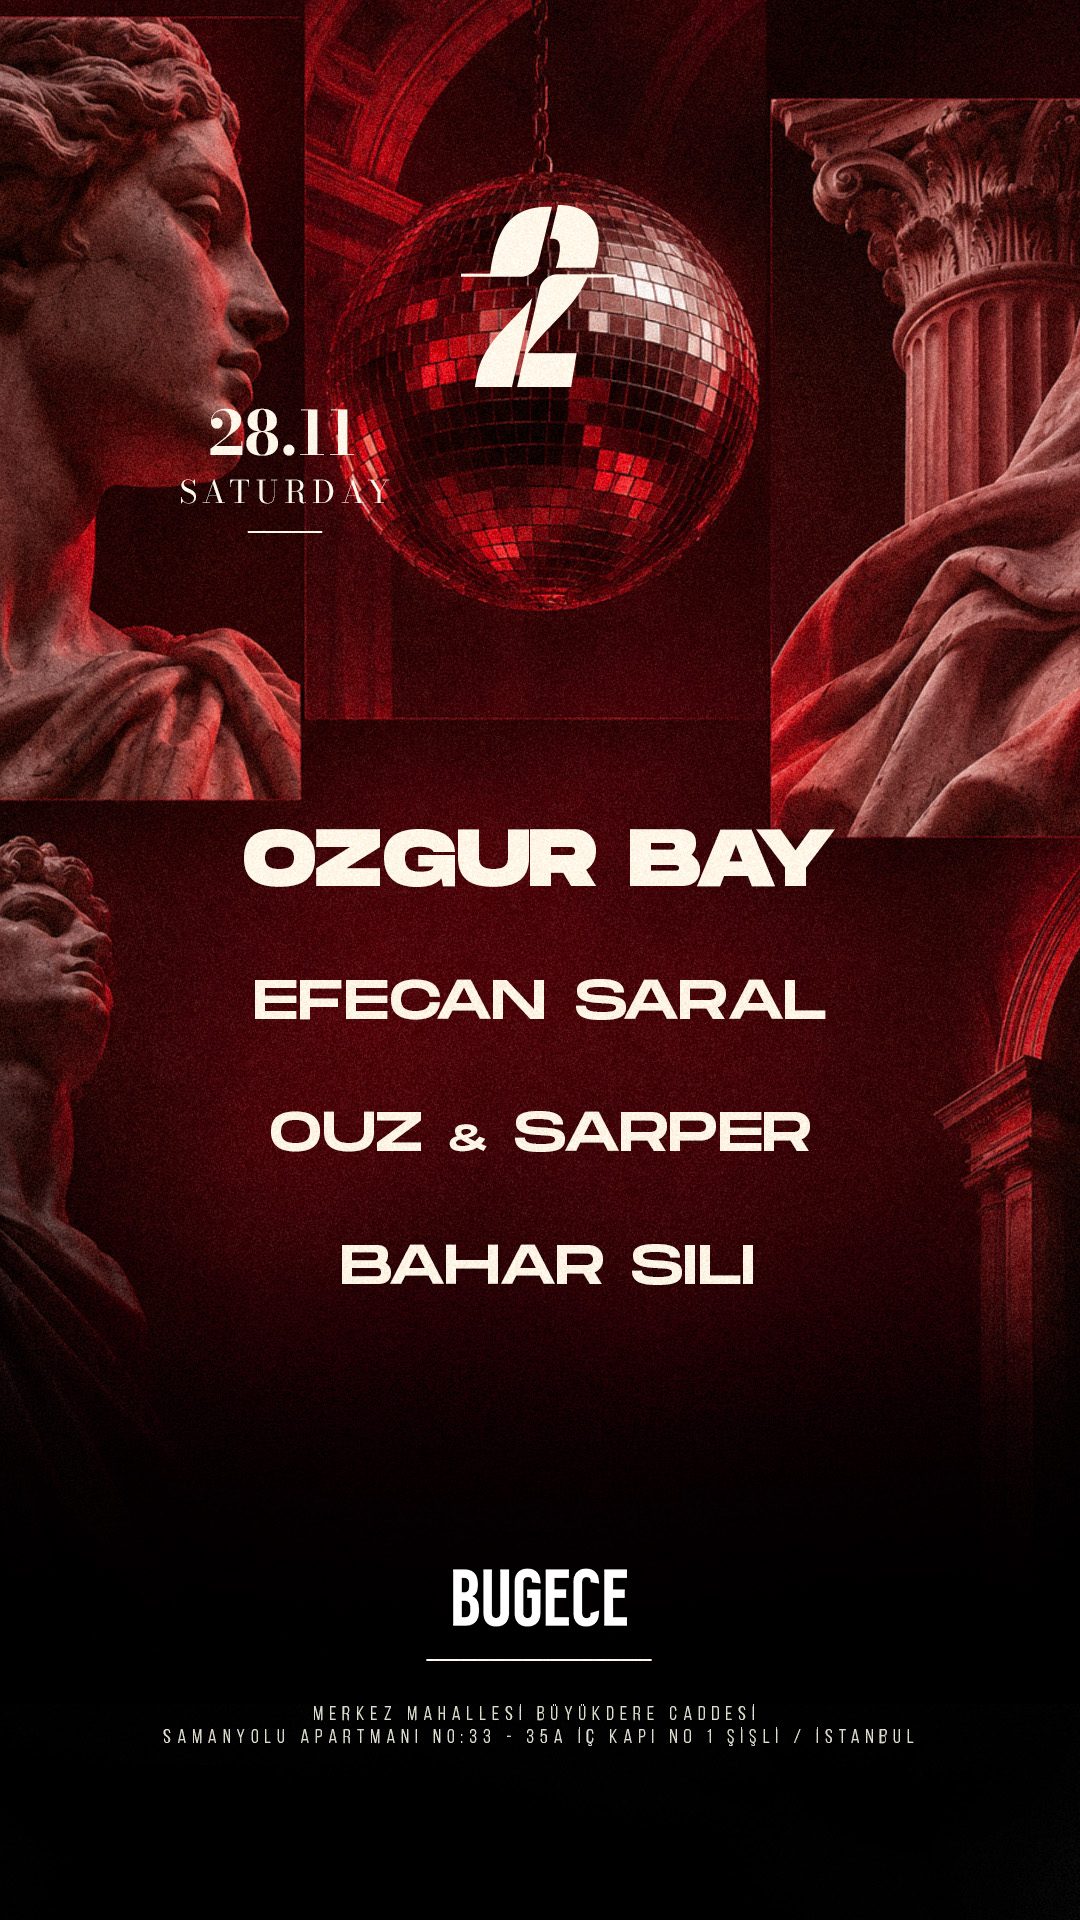 2
28.11
SATURDAY
OZGUR BAY
EFECAN SARAL
OUZ & SARPER
BAHAR SILI
BUGECE
MERKEZ MAHALLESİ BÜYÜKDERE CADDESİ
SAMANYOLU APARTMANI NO:33 - 35A İÇ KAPI NO 1 ŞİŞLİ / İSTANBUL